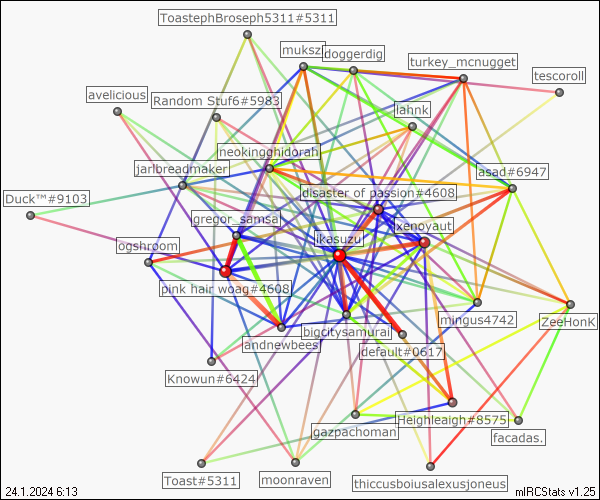 ToastephBroseph5311#5311
muksz
doggerdig
turkey_mcnugget
tescoroll
avelicious
Random Stuf6#5983
lahnk
neokingghidorah
jarlbreadmaker
asad#6947
disaster of passion#4608
Duck™#9103
gregor_samsa
xenoyaut
ikasuzu
ogshroom
pink hair woag#4608
mingus4742
ZeeHonK
bigcitysamurai
andnewbees
default#0617
Knowun#6424
Heighleaigh#8575
gazpachoman
facadas.
Toast#5311
moonraven
thiccusboiusalexusjoneus
24.1.2024 6:13
mIRCStats v1.25